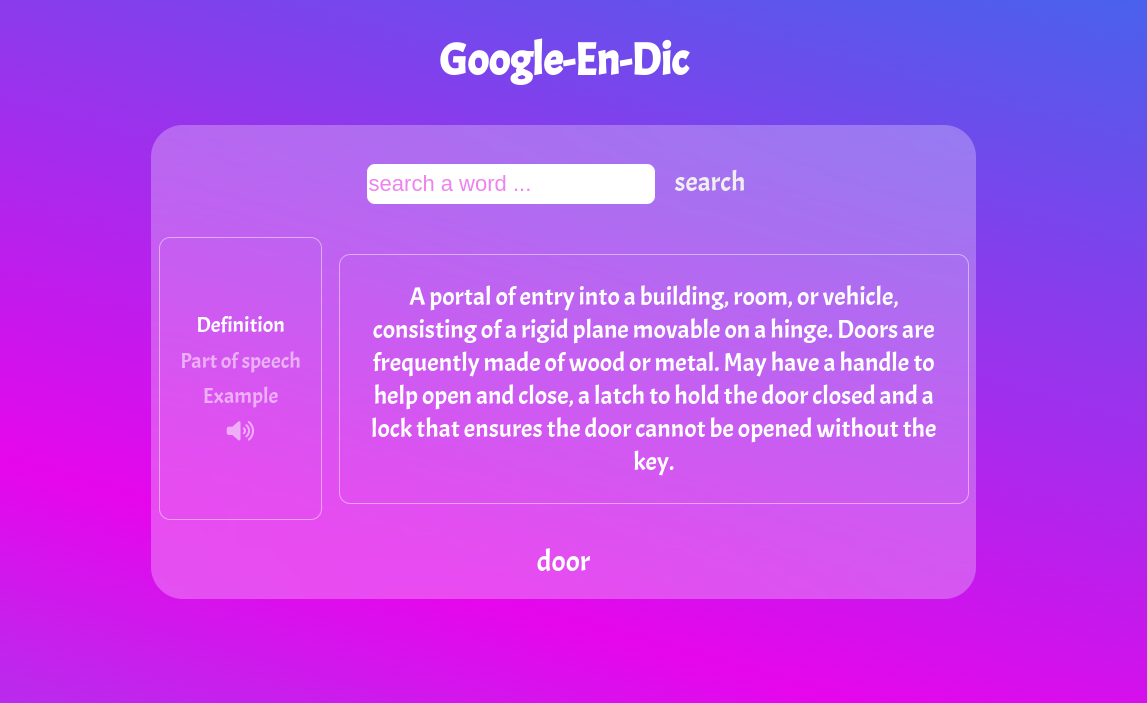 Google-En-Dic
search a word ...
search
Definition
Part of speech
Example
A portal of entry into a building, room, or vehicle,
consisting of a rigid plane movable on a hinge. Doors are
frequently made of wood or metal. May have a handle to
help open and close, a latch to hold the door closed and a
lock that ensures the door cannot be opened without the
key.
door